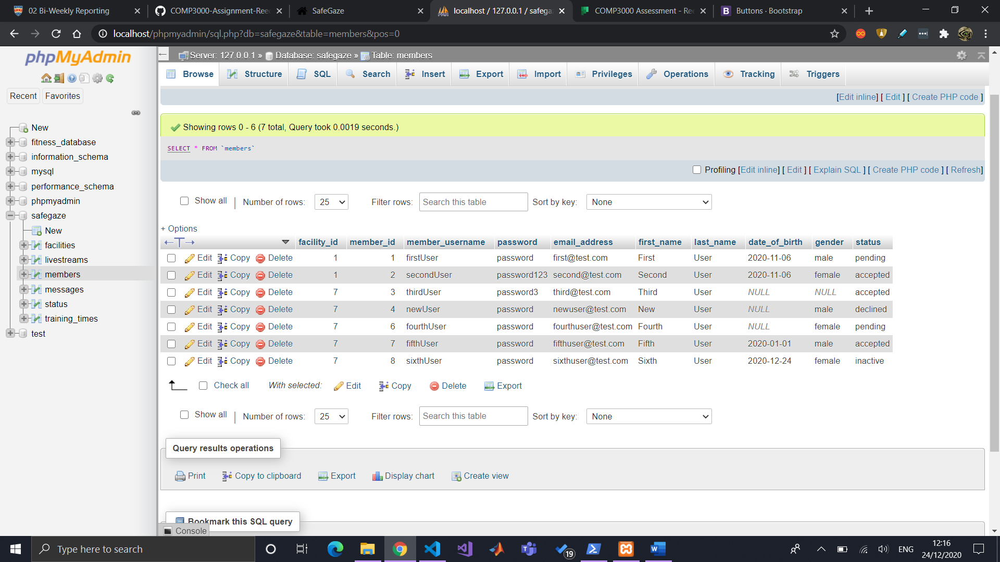 02 Bi-Weekly Reporting
COMP3000-Assignment-Reec
SafeGaze
localhost / 127.0.0.1 / safega
COMP3000 Assessment - Ree
B Buttons · Bootstrap
localhost/phpmyadmin/sql.php?db=safegaze&table=members&pos=0
phpMyAdmin
Recent Favorites
New
fitness_database
information_schema
mysql
performance_schema
phpmyadmin
safegaze
New
facilities
livestreams
members
messages
status
training_times
test
Server: 127.0.0.1 » Database: safegaze » Table: members
Browse Structure SQL Search Insert Export Import Privileges Operations Tracking Triggers
[Edit inline] [ Edit ] [ Create PHP code ]
Showing rows 0 - 6 (7 total, Query took 0.0019 seconds.)
SELECT * FROM `members`
Profiling [Edit inline] [ Edit ] [ Explain SQL ] [ Create PHP code ] [ Refresh]
Show all | Number of rows: 25 Filter rows: Search this table Sort by key: None
+ Options
←T→ facility_id member_id member_username password email_address first_name last_name date_of_birth gender status
Edit Copy Delete 1 1 firstUser password first@test.com First User 2020-11-06 male pending
Edit Copy Delete 1 2 secondUser password123 second@test.com Second User 2020-11-06 female accepted
Edit Copy Delete 7 3 thirdUser password3 third@test.com Third User NULL NULL accepted
Edit Copy Delete 7 4 newUser password newuser@test.com New User NULL male declined
Edit Copy Delete 7 6 fourthUser password fourthuser@test.com Fourth User NULL female pending
Edit Copy Delete 7 7 fifthUser password fifthuser@test.com Fifth User 2020-01-01 male accepted
Edit Copy Delete 7 8 sixthUser password sixthuser@test.com Sixth User 2020-12-24 female inactive
Check all With selected: Edit Copy Delete Export
Show all | Number of rows: 25 Filter rows: Search this table Sort by key: None
Query results operations
Print Copy to clipboard Export Display chart Create view
Bookmark this SQL query
Console
Type here to search
19
ENG
12:16
24/12/2020